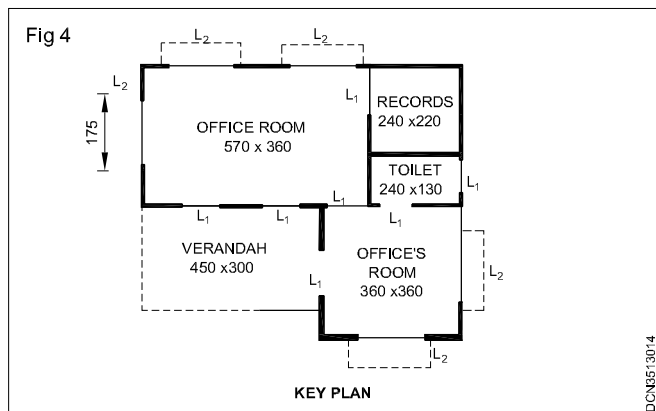 Fig 4
L2
L2
L2
L1
175
RECORDS
240 x220
OFFICE ROOM
570 x 360
TOILET
240 x130
L1
L1
L1
L1
L1
VERANDAH
450 x300
OFFICE'S
ROOM
360 x360
L1
L2
L2
KEY PLAN
DCN3513014